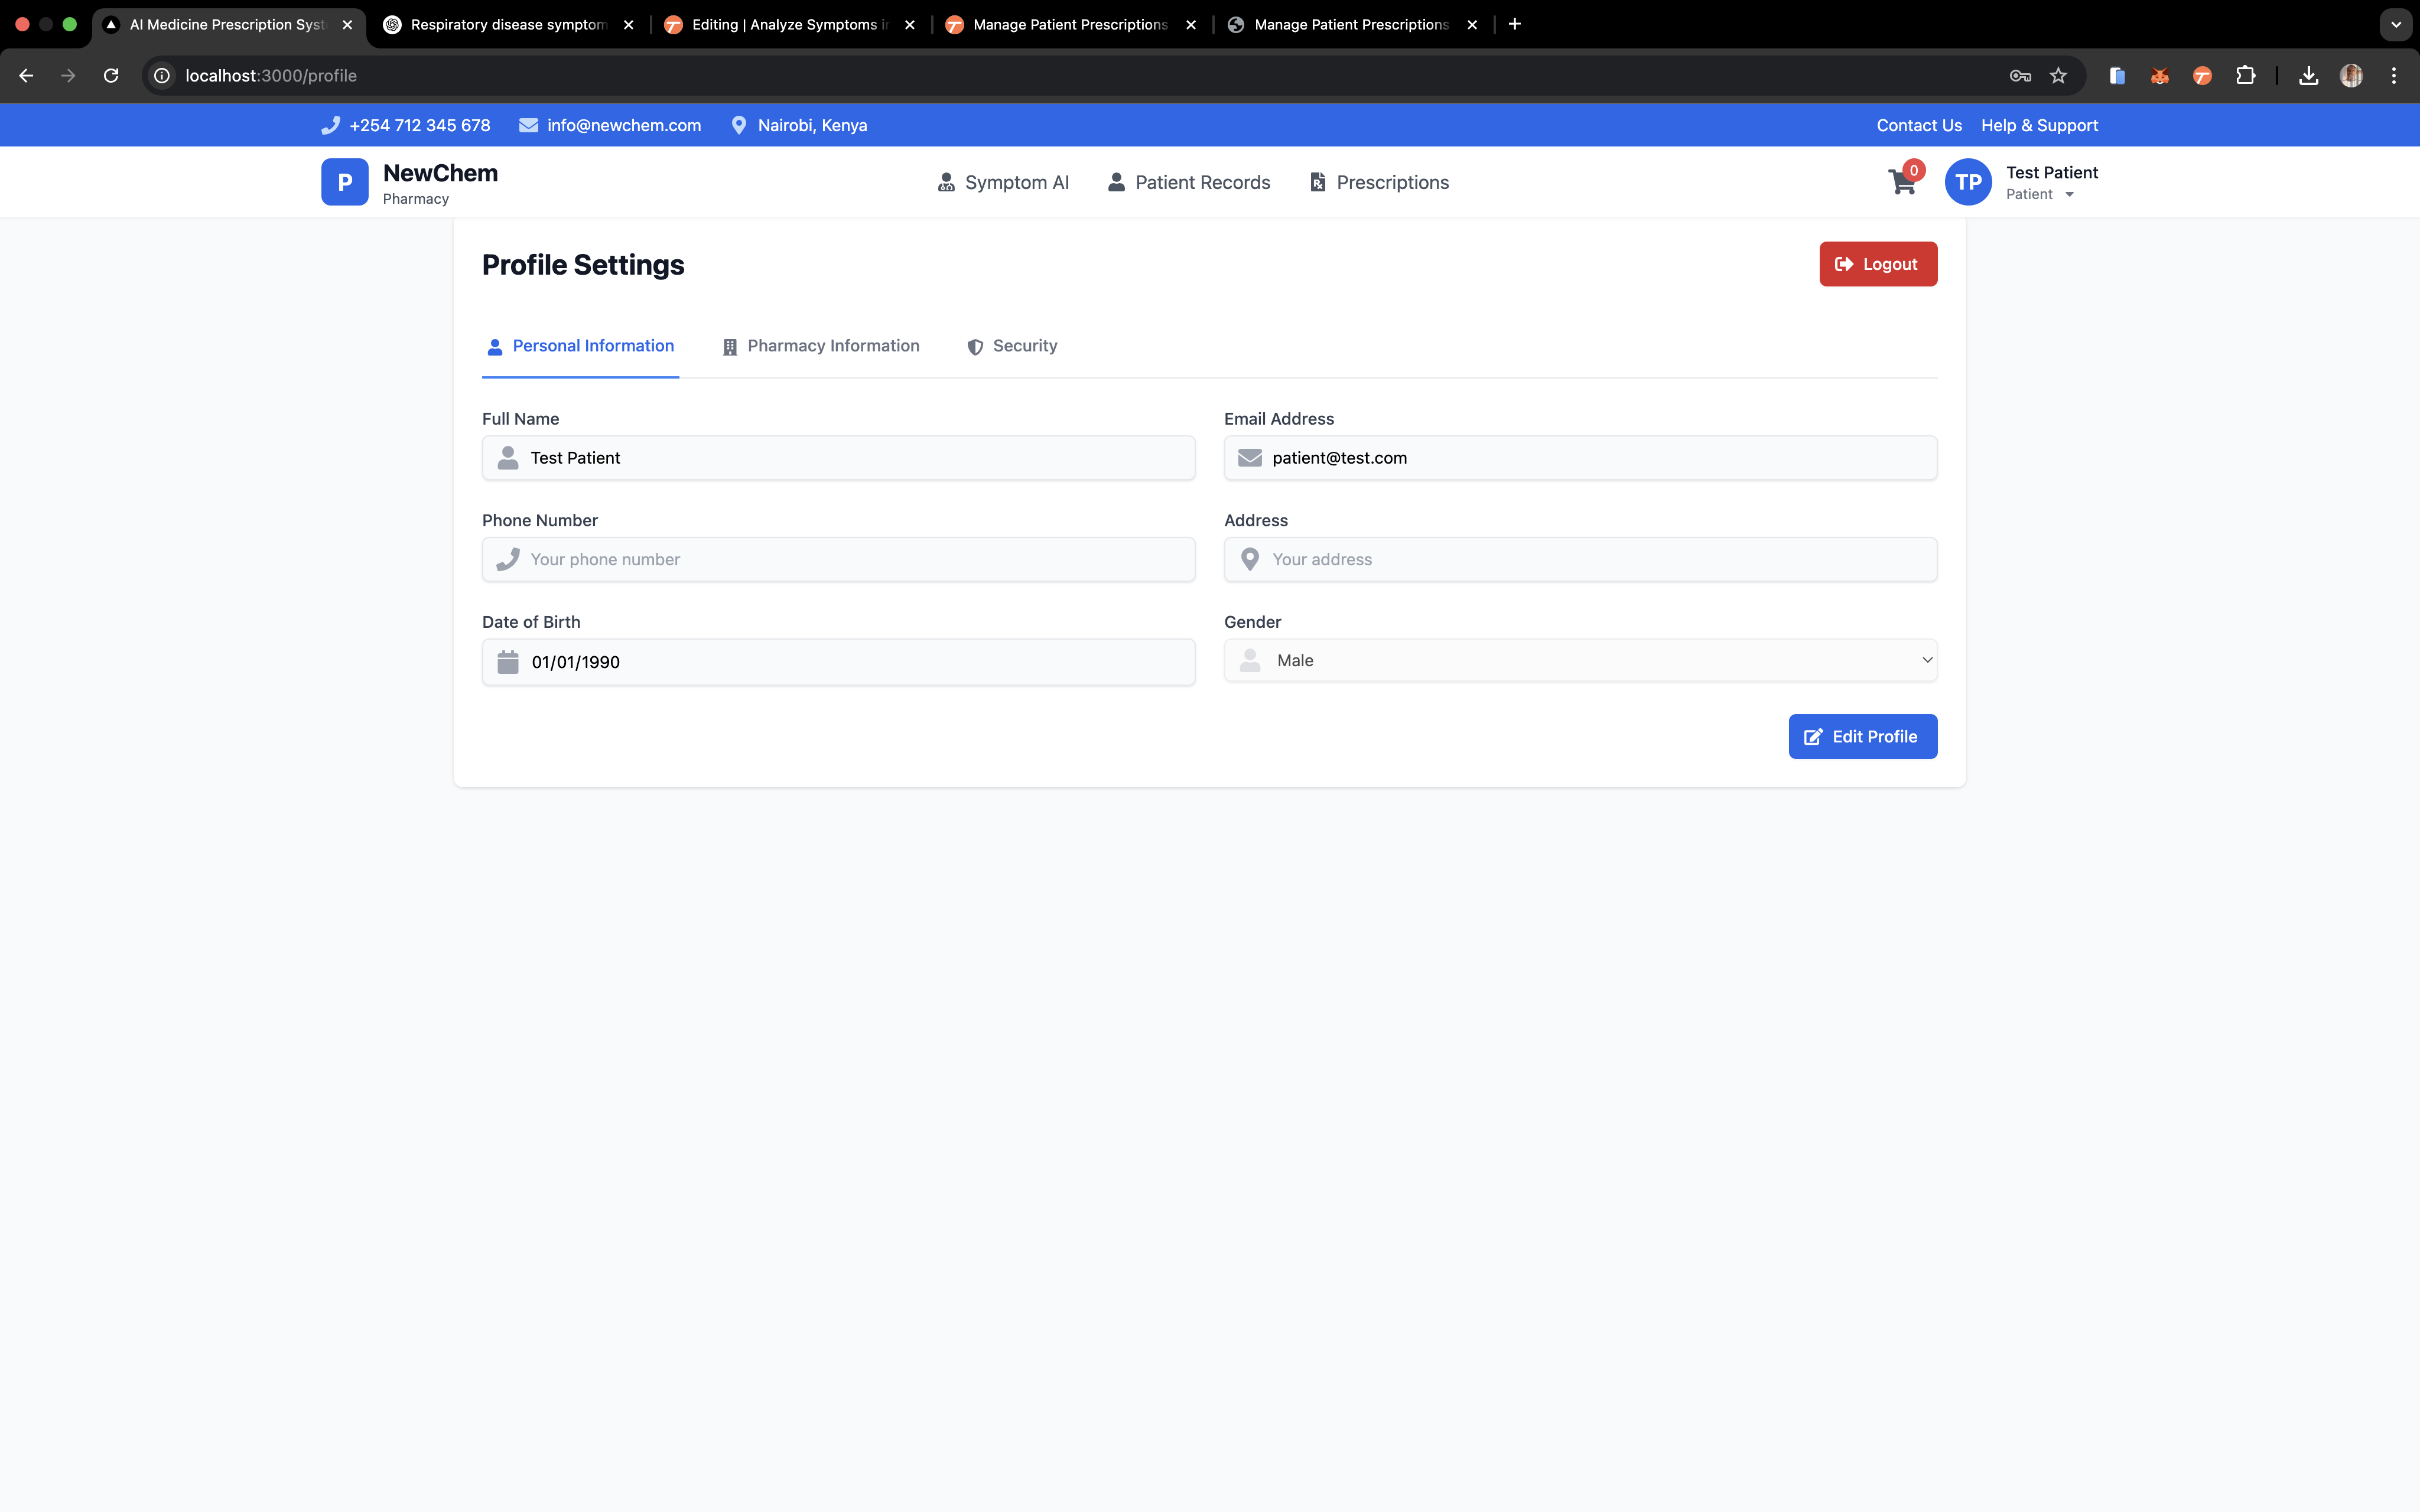 AI Medicine Prescription Syst
Respiratory disease symptom
Editing | Analyze Symptoms i
Manage Patient Prescriptions
Manage Patient Prescriptions
localhost:3000/profile
+254 712 345 678
info@newchem.com
Nairobi, Kenya
Contact Us
Help & Support
P
NewChem
Pharmacy
Symptom AI
Patient Records
Prescriptions
0
TP
Test Patient
Patient
Profile Settings
Logout
Personal Information
Pharmacy Information
Security
Full Name
Email Address
Test Patient
patient@test.com
Phone Number
Address
Your phone number
Your address
Date of Birth
Gender
01/01/1990
Male
Edit Profile